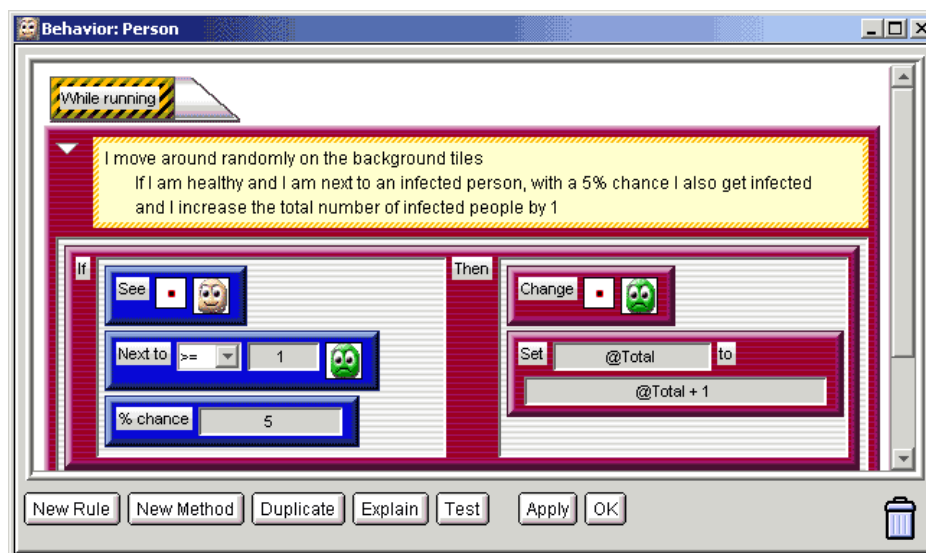 Behavior: Person
While running
I move around randomly on the background tiles
If I am healthy and I am next to an infected person, with a 5% chance I also get infected
and I increase the total number of infected people by 1
If
See
Next to >= 1
% chance 5
Then
Change
Set @Total to
@Total + 1
New Rule New Method Duplicate Explain Test Apply OK